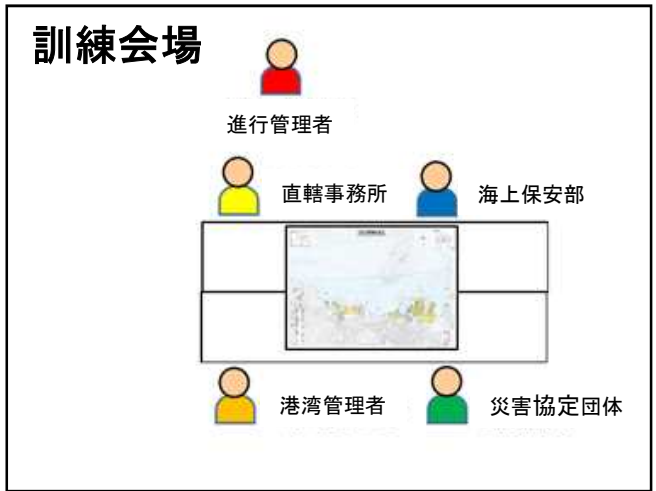 訓練会場
進行管理者
直轄事務所
海上保安部
港湾管理者
災害協定団体